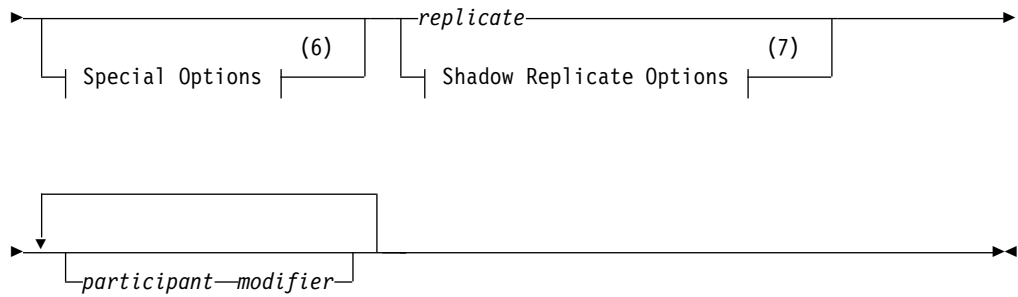 replicate
(6) (7)
Special Options Shadow Replicate Options
participant modifier